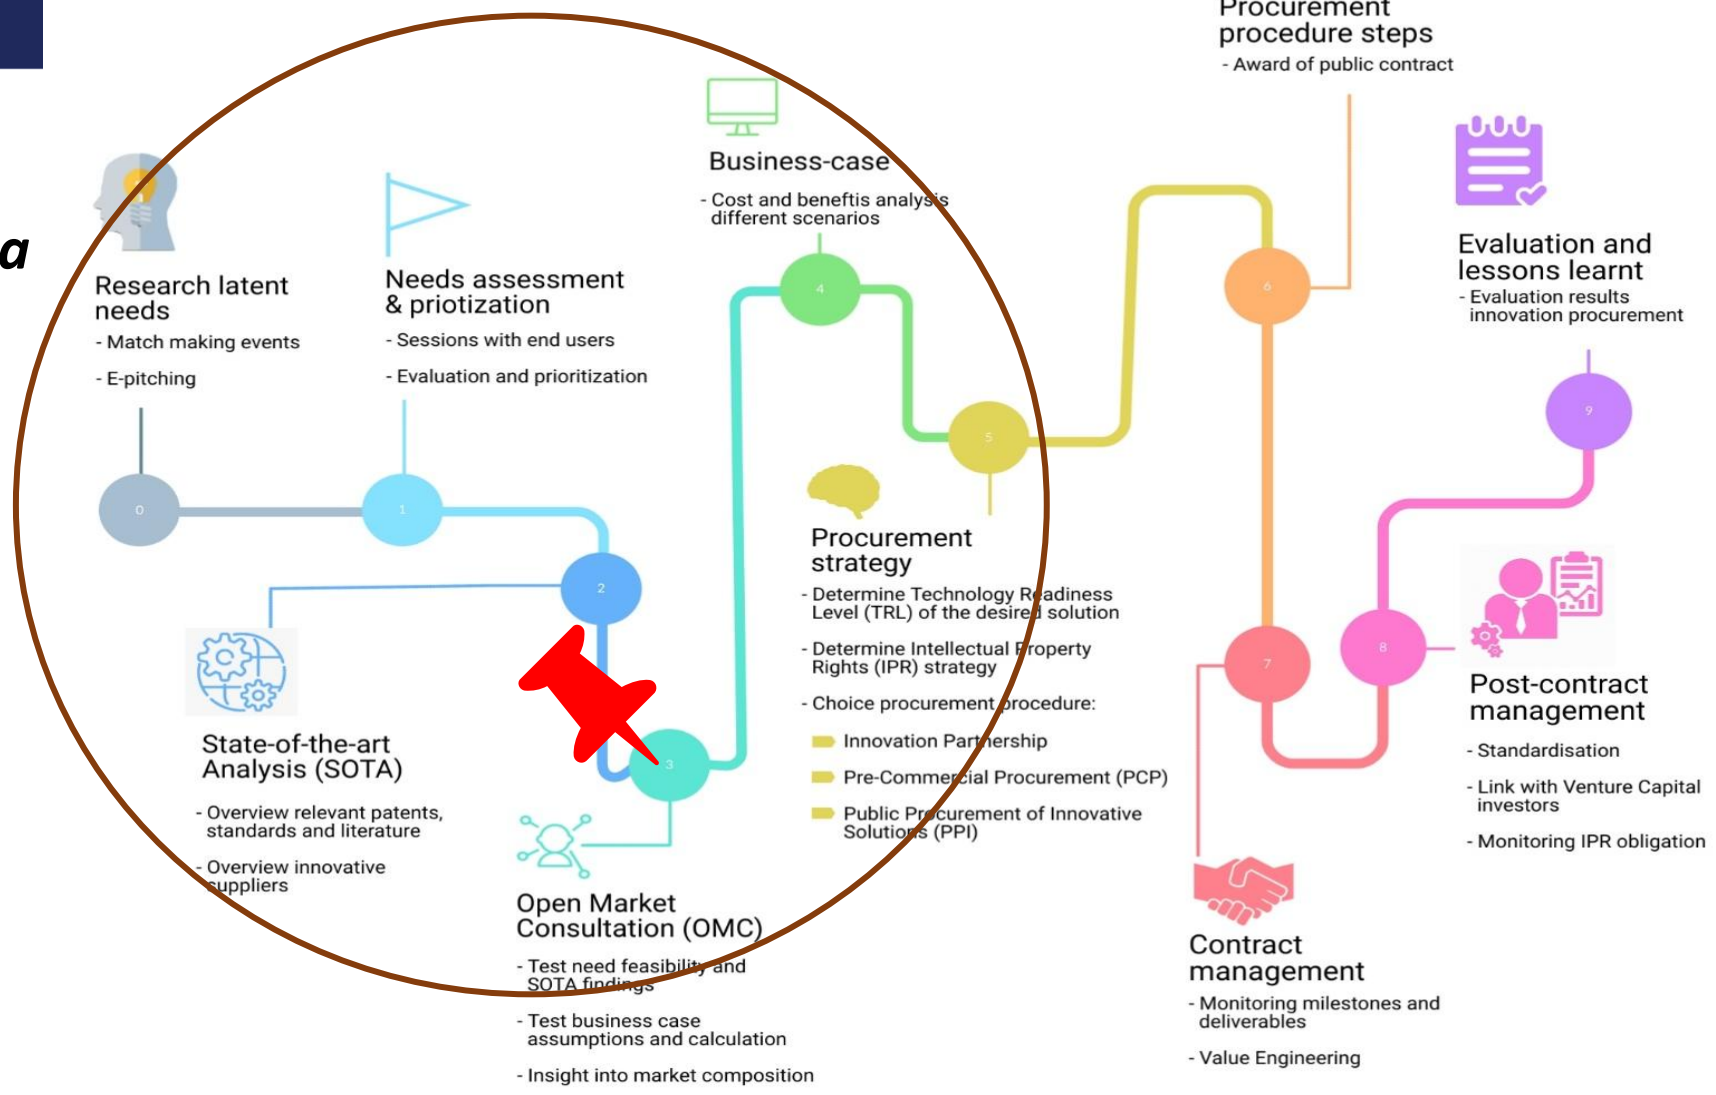 a
Research latent
needs
- Match making events
- E-pitching
0
Needs assessment
& priotization
- Sessions with end users
- Evaluation and prioritization
1
2
State-of-the-art
Analysis (SOTA)
- Overview relevant patents,
standards and literature
- Overview innovative
suppliers
3
Open Market
Consultation (OMC)
- Test need feasibility and
SOTA findings
- Test business case
assumptions and calculation
- Insight into market composition
Business-case
- Cost and beneftis analysis
different scenarios
4
5
Procurement
strategy
- Determine Technology Readiness
Level (TRL) of the desired solution
- Determine Intellectual Property
Rights (IPR) strategy
- Choice procurement procedure:
Innovation Partnership
Pre-Commercial Procurement (PCP)
Public Procurement of Innovative
Solutions (PPI)
Procurement
procedure steps
- Award of public contract
6
7
Contract
management
- Monitoring milestones and
deliverables
- Value Engineering
8
Post-contract
management
- Standardisation
- Link with Venture Capital
investors
- Monitoring IPR obligation
Evaluation and
lessons learnt
- Evaluation results
innovation procurement
9